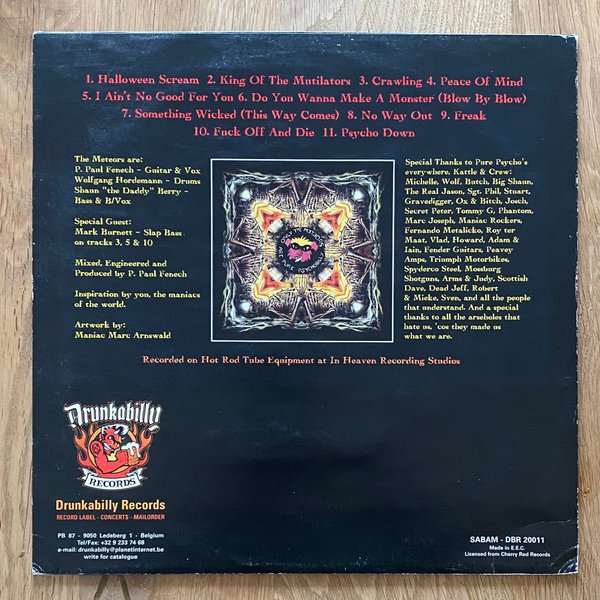 1. Halloween Scream 2. King Of The Mutilators 3. Crawling 4. Peace Of Mind
5. I Ain't No Good For You 6. Do You Wanna Make A Monster (Blow By Blow)
7. Something Wicked (This Way Comes) 8. No Way Out 9. Freak
10. Fuck Off And Die 11. Psycho Down
The Meteors are:
P. Paul Fenech - Guitar & Vox
Wolfgang Hordemann - Drums
Shaun "the Daddy" Berry -
Bass & B/Vox
Special Guest:
Mark Burnett - Slap Bass
on tracks 3, 5 & 10
Mixed, Engineered and
Produced by P. Paul Fenech
Inspiration by you, the maniacs
of the world.
Artwork by:
Maniac Marc Arnswald
Special Thanks to Pure Psycho's
everywhere, Kattle & Crew:
Michelle, Wolf, Butch, Big Shaun,
The Real Jason, Sgt. Phil, Stuart,
Gravedigger, Ox & Bitch, Josch,
Secret Peter, Tommy G, Phantom,
Marc Joseph, Maniac Rockers,
Fernando Metalicko, Roy ter
Maat, Vlad, Howard, Adam &
Iain, Fender Guitars, Peavey
Amps, Triumph Motorbikes,
Spyderco Steel, Mossburg
Shotguns, Arms & Judy, Scottish
Dave, Dead Jeff, Robert
& Mieke, Sven, and all the people
that understand. And a special
thanks to all the arseholes that
hate us, 'cos they made us
what we are.
Recorded on Hot Rod Tube Equipment at In Heaven Recording Studios
Drunkabilly
RECORDS
Drunkabilly Records
RECORD LABEL - CONCERTS - MAILORDER
PB 87 - 9050 Ledeberg 1 - Belgium
Tel/Fax: +32 9 233 74 68
e-mail: drunkabilly@planetinternet.be
write for catalogue
SABAM - DBR 20011
Made in E.E.C.
Licensed from Cherry Red Records